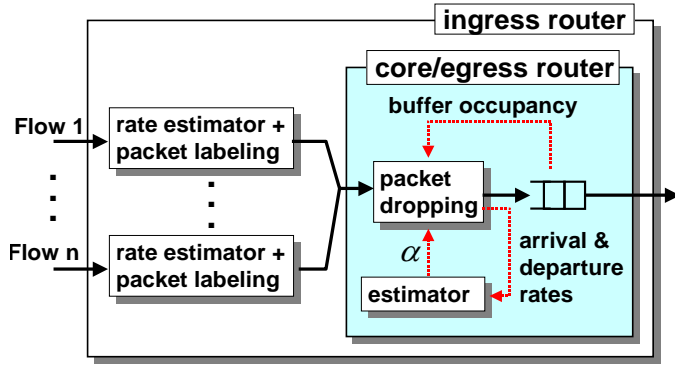 ingress router
core/egress router
buffer occupancy
Flow 1
rate estimator +
packet labeling
packet
dropping
Flow n
rate estimator +
packet labeling
α
arrival &
departure
rates
estimator